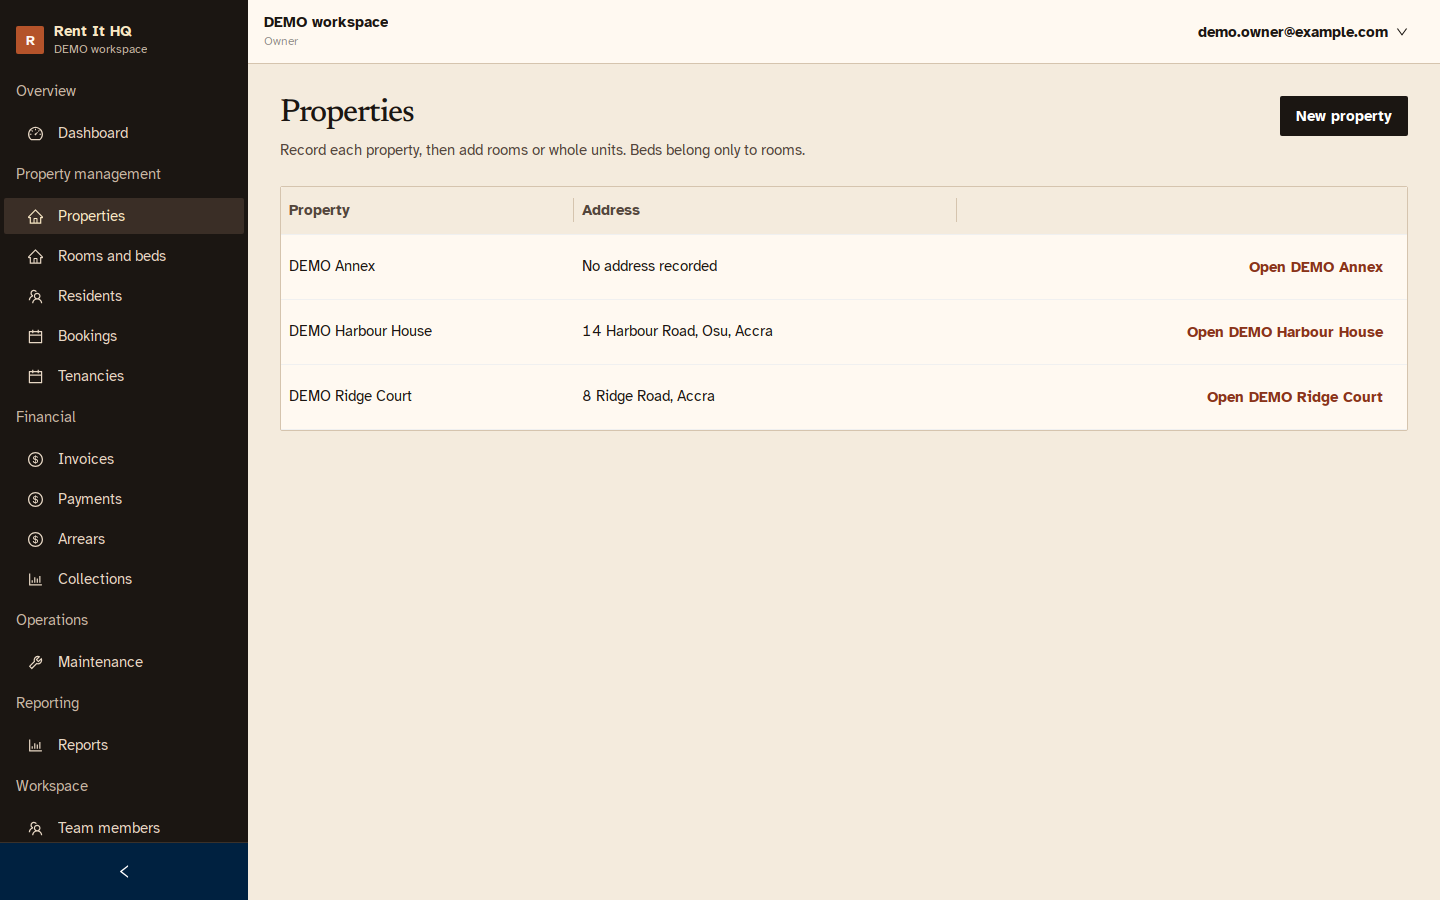 R
Rent It HQ
DEMO workspace
Overview
Dashboard
Property management
Properties
Rooms and beds
Residents
Bookings
Tenancies
Financial
Invoices
Payments
Arrears
Collections
Operations
Maintenance
Reporting
Reports
Workspace
Team members
DEMO workspace
Owner
demo.owner@example.com
Properties
New property
Record each property, then add rooms or whole units. Beds belong only to rooms.
Property Address
DEMO Annex No address recorded Open DEMO Annex
DEMO Harbour House 14 Harbour Road, Osu, Accra Open DEMO Harbour House
DEMO Ridge Court 8 Ridge Road, Accra Open DEMO Ridge Court